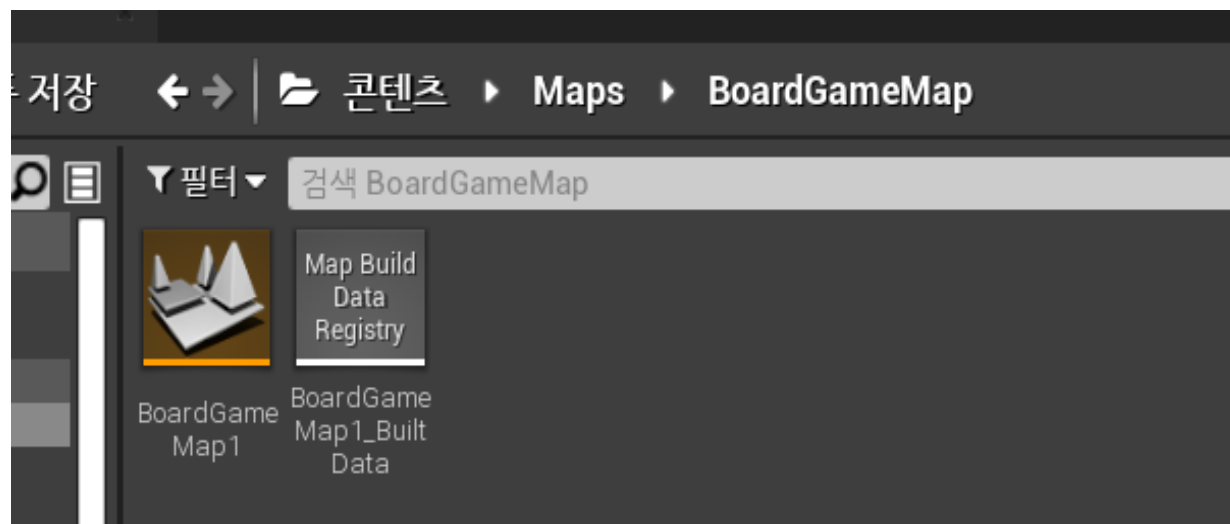 저장 콘텐츠 Maps BoardGameMap
필터 검색 BoardGameMap
Map Build
Data
Registry
BoardGame
Map1
BoardGame
Map1_Built
Data